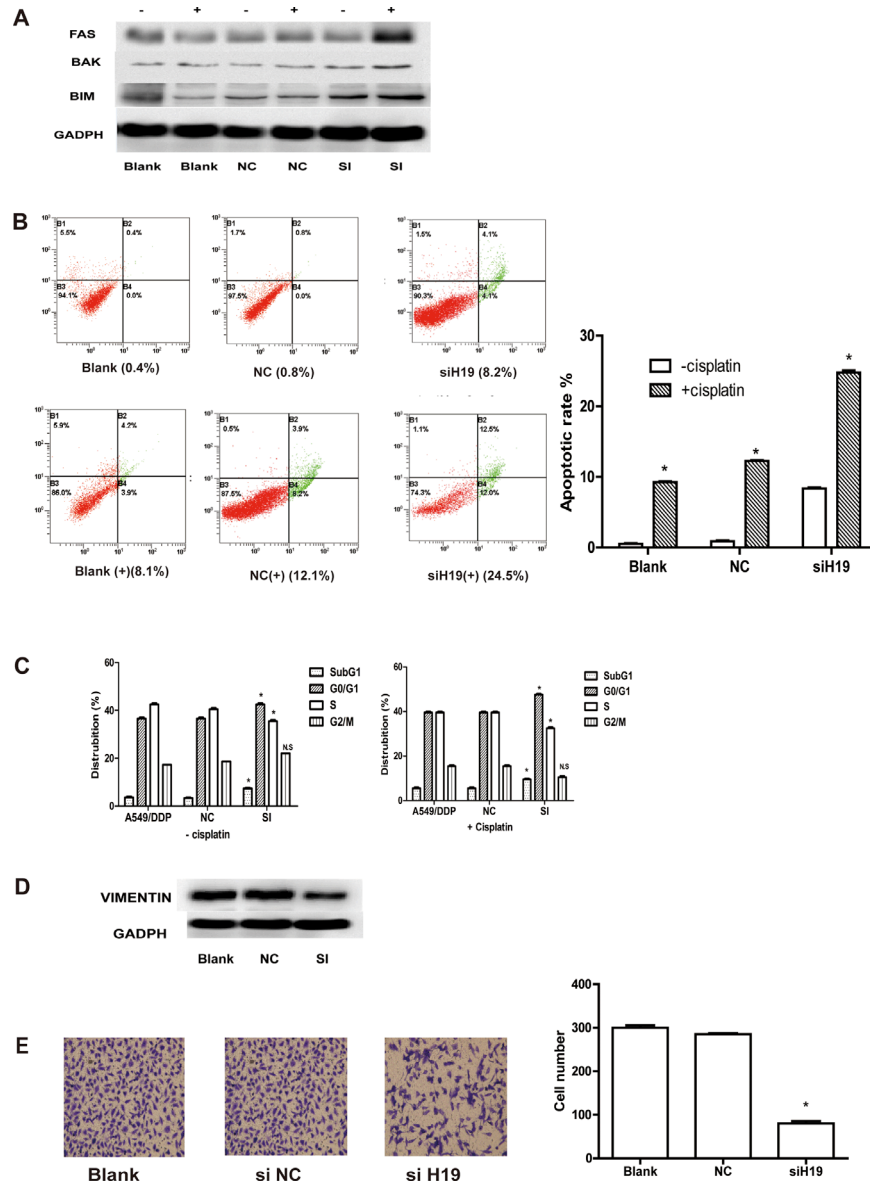 A
- + - + - +
FAS
BAK
BIM
GADPH
Blank Blank NC NC SI SI
B
B1 5.5% B2 0.4%
B3 94.1% B4 0.0%
Blank (0.4%)
B1 1.7% B2 0.8%
B3 97.5% B4 0.0%
NC (0.8%)
B1 1.5% B2 4.1%
B3 90.3% B4 4.1%
siH19 (8.2%)
B1 5.9% B2 4.2%
B3 86.0% B4 3.9%
Blank (+)(8.1%)
B1 0.5% B2 3.9%
B3 87.5% B4 8.2%
NC(+) (12.1%)
B1 1.1% B2 12.5%
B3 74.3% B4 12.0%
siH19(+) (24.5%)
Apoptotic rate %
30
20
10
0
-cisplatin
+cisplatin
* * *
Blank NC siH19
C
Distrubition (%)
60
40
20
0
SubG1
G0/G1
S
G2/M
* * * N.S
A549/DDP NC SI
- cisplatin
Distrubition (%)
60
40
20
0
SubG1
G0/G1
S
G2/M
* * * N.S
A549/DDP NC SI
+ Cisplatin
D
VIMENTIN
GADPH
Blank NC SI
E
Blank si NC si H19
Cell number
400
300
200
100
0
*
Blank NC siH19